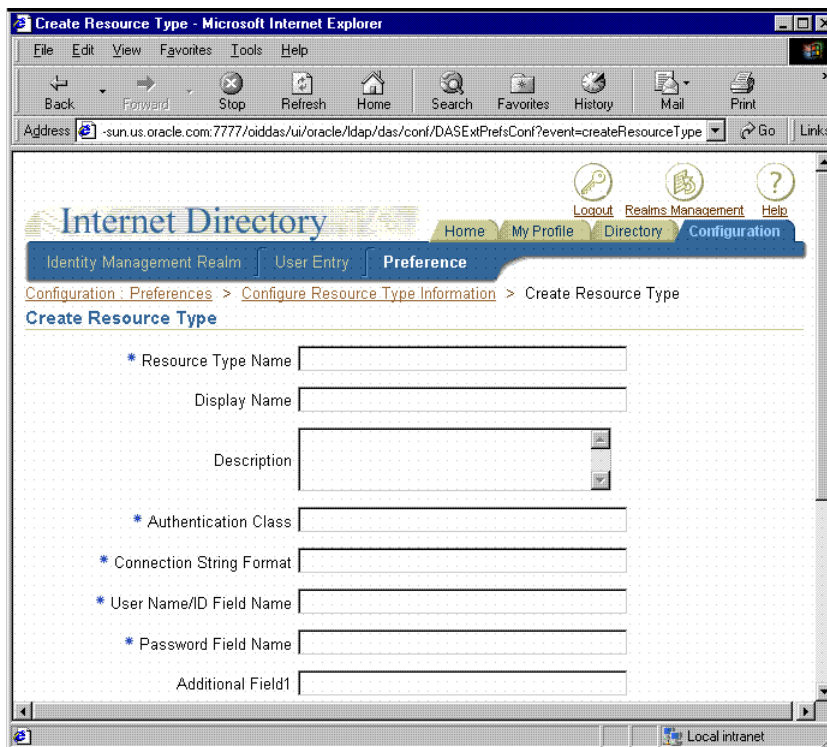 Create Resource Type - Microsoft Internet Explorer
File Edit View Favorites Tools Help
Back Forward Stop Refresh Home Search Favorites History Mail Print
Address -sun.us.oracle.com:7777/oiddas/ui/oracle/ldap/das/conf/DASExtPrefsConf?event=createResourceType Go Links
Internet Directory
Logout Realms Management Help
Home My Profile Directory Configuration
Identity Management Realm User Entry Preference
Configuration : Preferences > Configure Resource Type Information > Create Resource Type
Create Resource Type
* Resource Type Name
Display Name
Description
* Authentication Class
* Connection String Format
* User Name/ID Field Name
* Password Field Name
Additional Field1
Local intranet